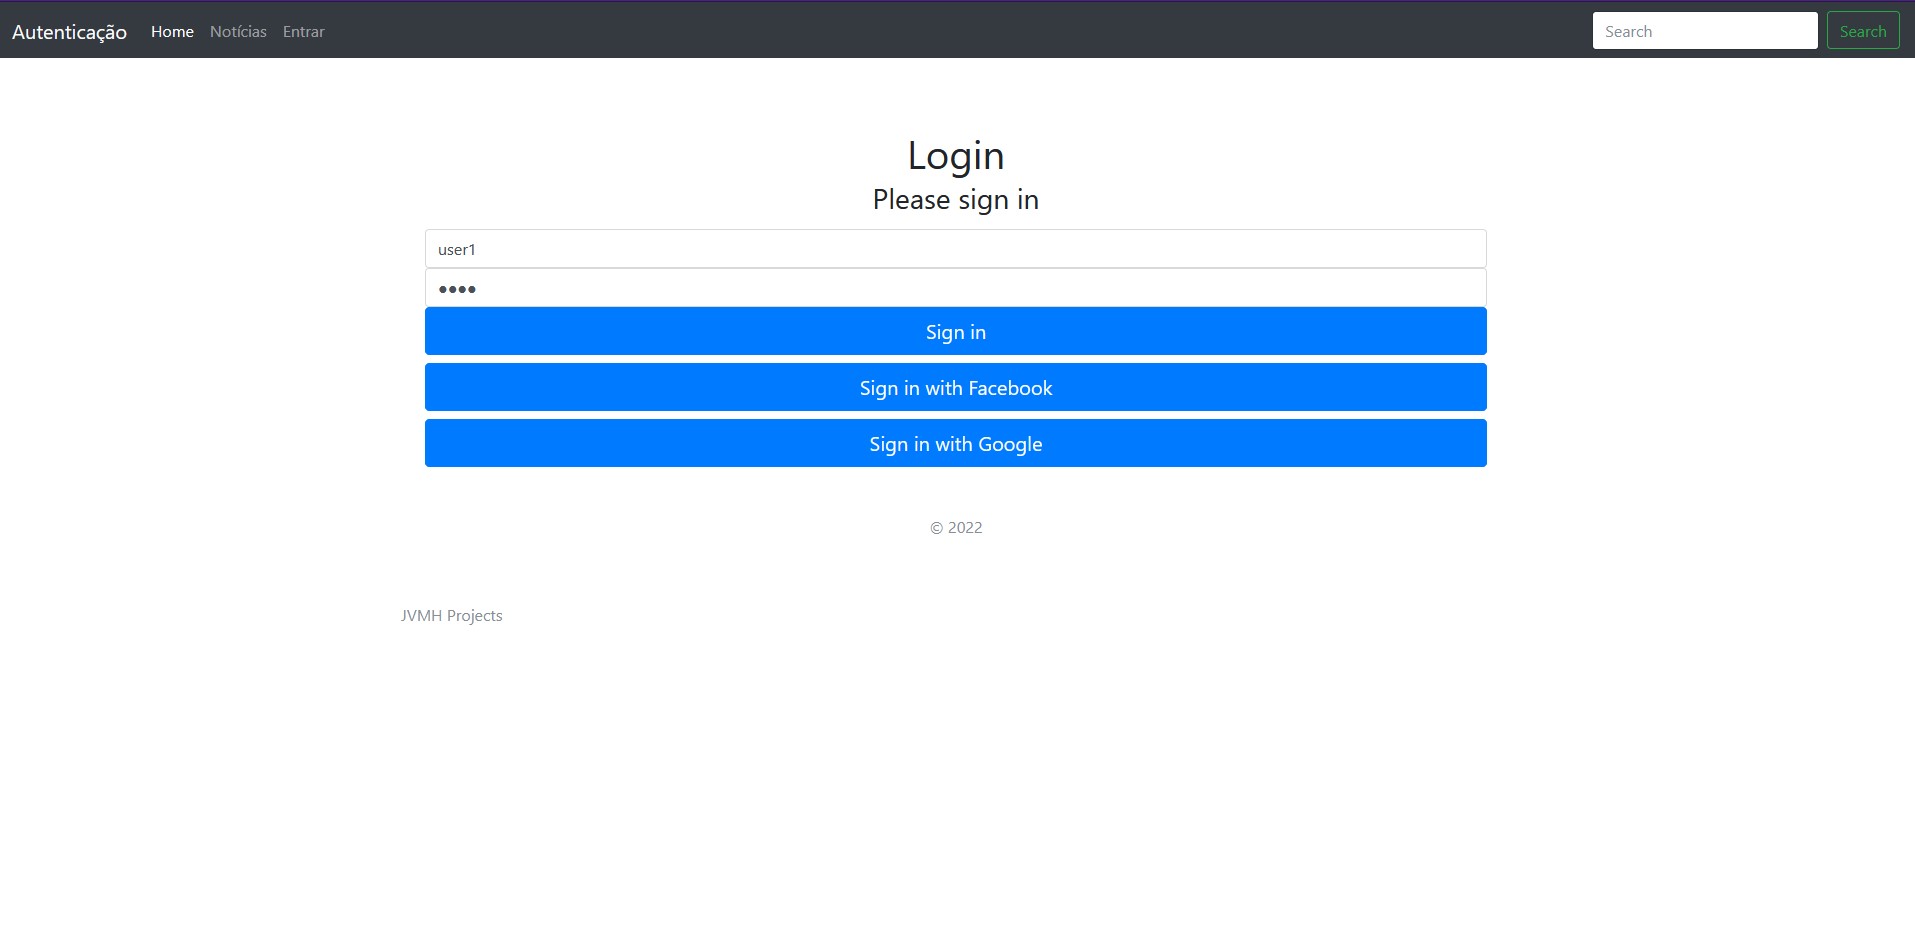 Autenticação Home Notícias Entrar Search Search
Login
Please sign in
user1
••••
Sign in
Sign in with Facebook
Sign in with Google
© 2022
JVMH Projects